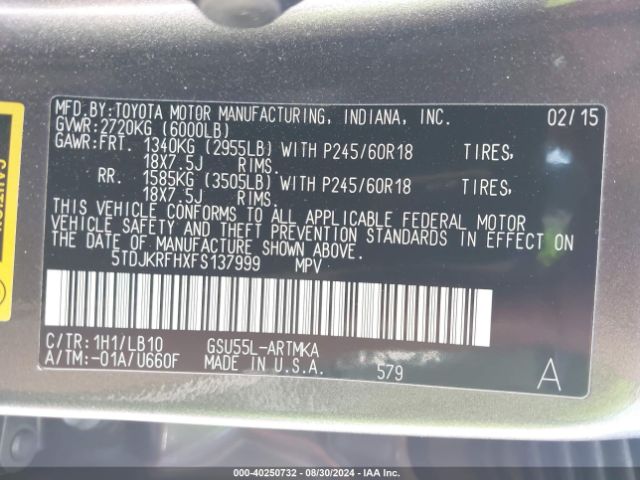 MFD.BY:TOYOTA MOTOR MANUFACTURING, INDIANA, INC. 02/15
GVWR:2720KG (6000LB)
GAWR:FRT. 1340KG (2955LB) WITH P245/60R18 TIRES,
18X7.5J RIMS.
RR. 1585KG (3505LB) WITH P245/60R18 TIRES,
18X7.5J RIMS.
THIS VEHICLE CONFORMS TO ALL APPLICABLE FEDERAL MOTOR
VEHICLE SAFETY AND THEFT PREVENTION STANDARDS IN EFFECT ON
THE DATE OF MANUFACTURE SHOWN ABOVE.
5TDJKRFHXFS137999 MPV
C/TR:1H1/LB10 GSU55L-ARTMKA
A/TM:-01A/U660F MADE IN U.S.A. 579 A
000-40250732 - 08/30/2024 - IAAI.COM